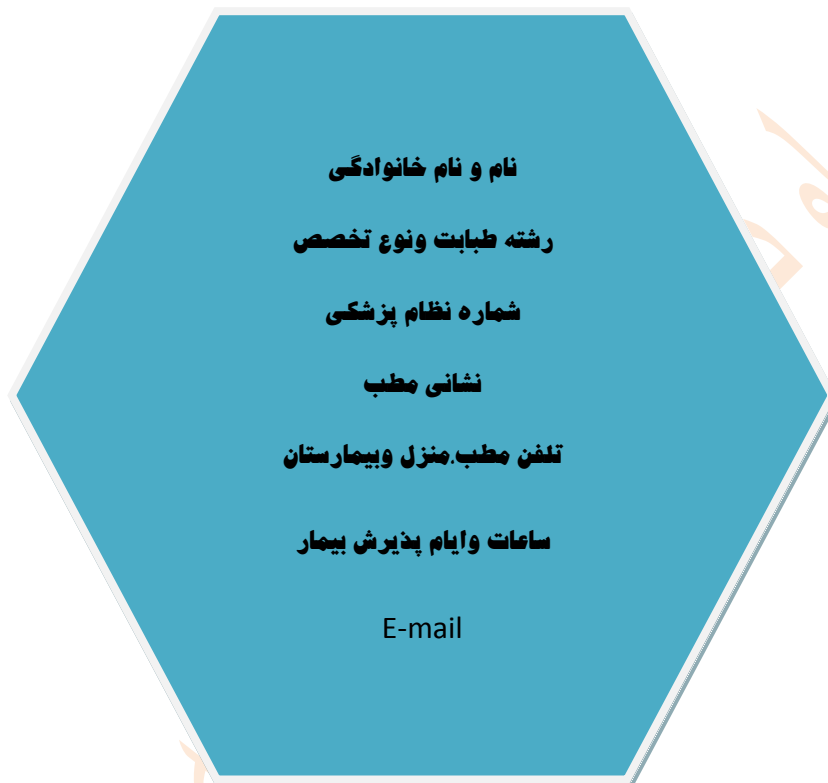 نام و نام خانوادگی
رشته طبابت ونوع تخصص
شماره نظام پزشکی
نشانی مطب
تلفن مطب.منزل وبیمارستان
ساعات وایام پذیرش بیمار
E-mail